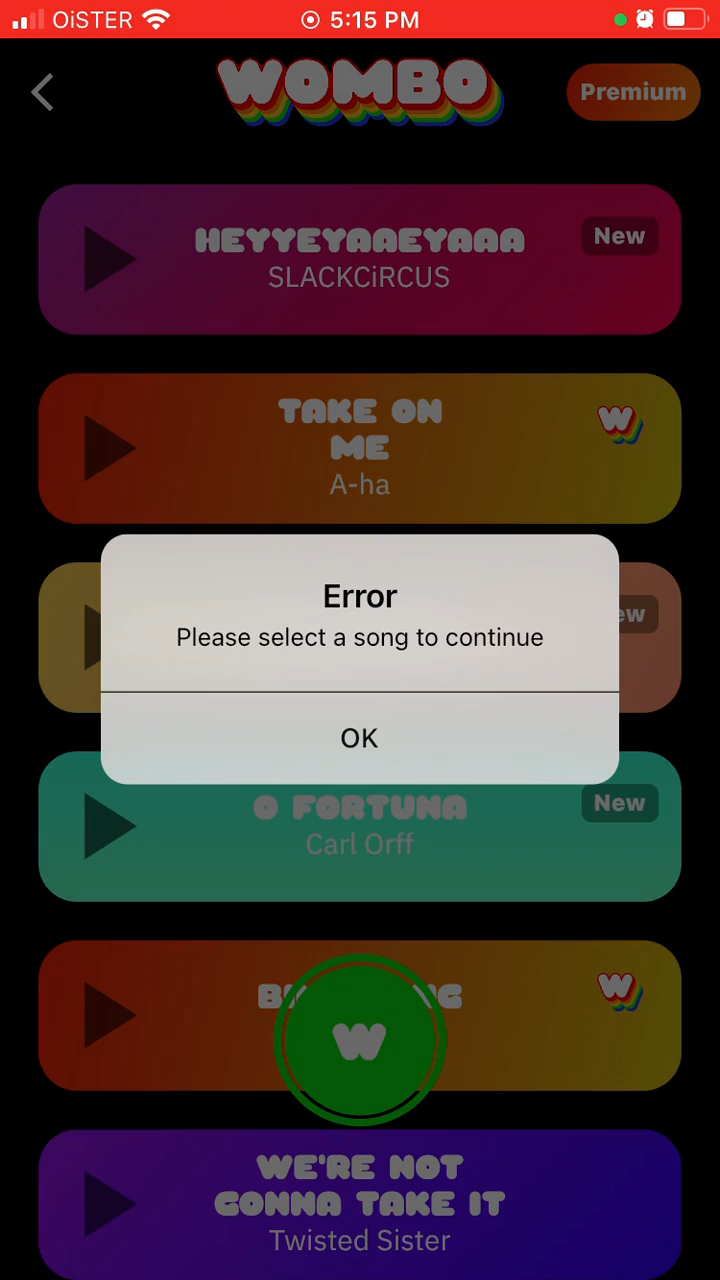 OiSTER
5:15 PM
WOMBO
Premium
HEYYEYAAEYAAA
New
SLACKCiRCUS
TAKE ON
W
ME
A-ha
Error
Please select a song to continue
OK
O FORTUNA
New
Carl Orff
W
W
WE'RE NOT
GONNA TAKE IT
Twisted Sister